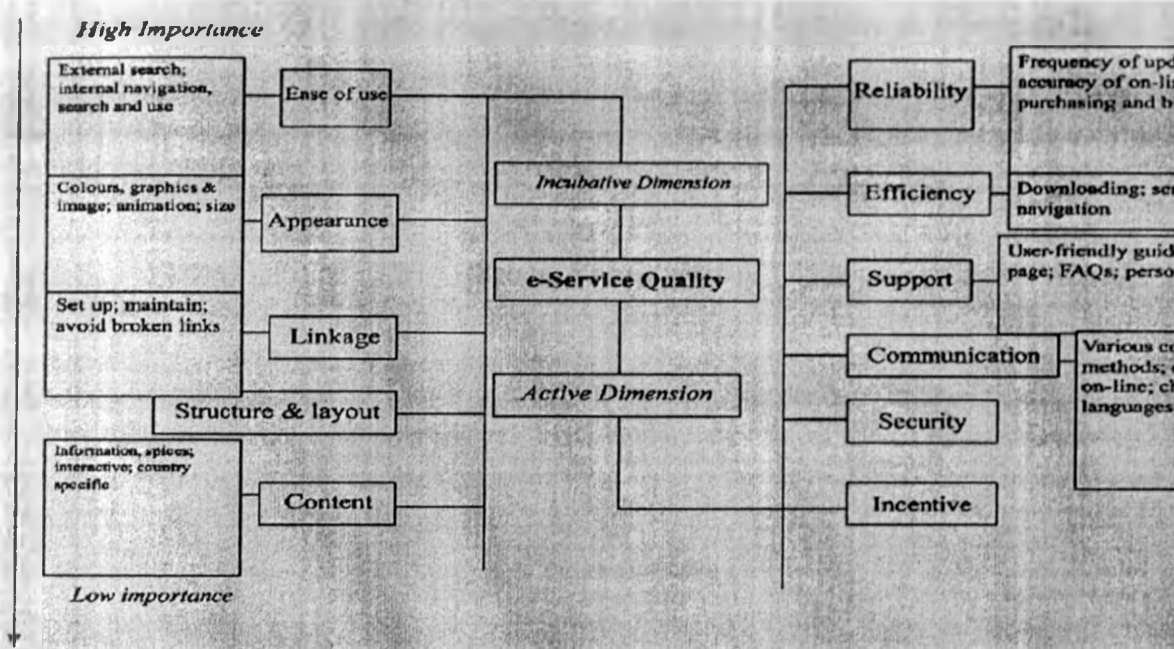 High Importance
External search;
internal navigation,
search and use
Ease of use
Colours, graphics &
image; animation; size
Appearance
Set up; maintain;
avoid broken links
Linkage
Structure & layout
Information, spices;
interactive; country
specific
Content
Low importance
Incubative Dimension
e-Service Quality
Active Dimension
Reliability
Frequency of upd
accuracy of on-li
purchasing and b
Efficiency
Downloading; se
navigation
Support
User-friendly guid
page; FAQs; perso
Communication
Various co
methods;
on-line; c
languages
Security
Incentive